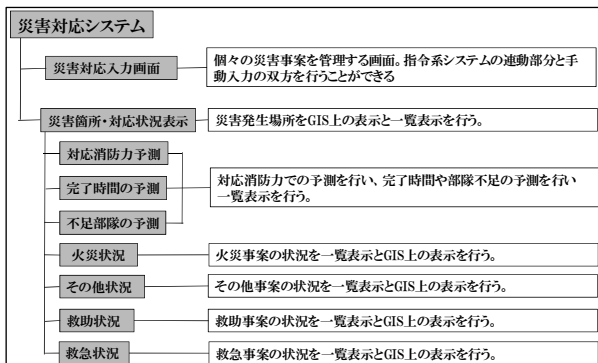 災害対応システム
災害対応入力画面
個々の災害事案を管理する画面。指令系システムの連動部分と手
動入力の双方を行うことができる
災害箇所・対応状況表示
災害発生場所をGIS上の表示と一覧表示を行う。
対応消防力予測
完了時間の予測
不足部隊の予測
対応消防力での予測を行い、完了時間や部隊不足の予測を行い
一覧表示を行う。
火災状況
火災事案の状況を一覧表示とGIS上の表示を行う。
その他状況
その他事案の状況を一覧表示とGIS上の表示を行う。
救助状況
救助事案の状況を一覧表示とGIS上の表示を行う。
救急状況
救急事案の状況を一覧表示とGIS上の表示を行う。